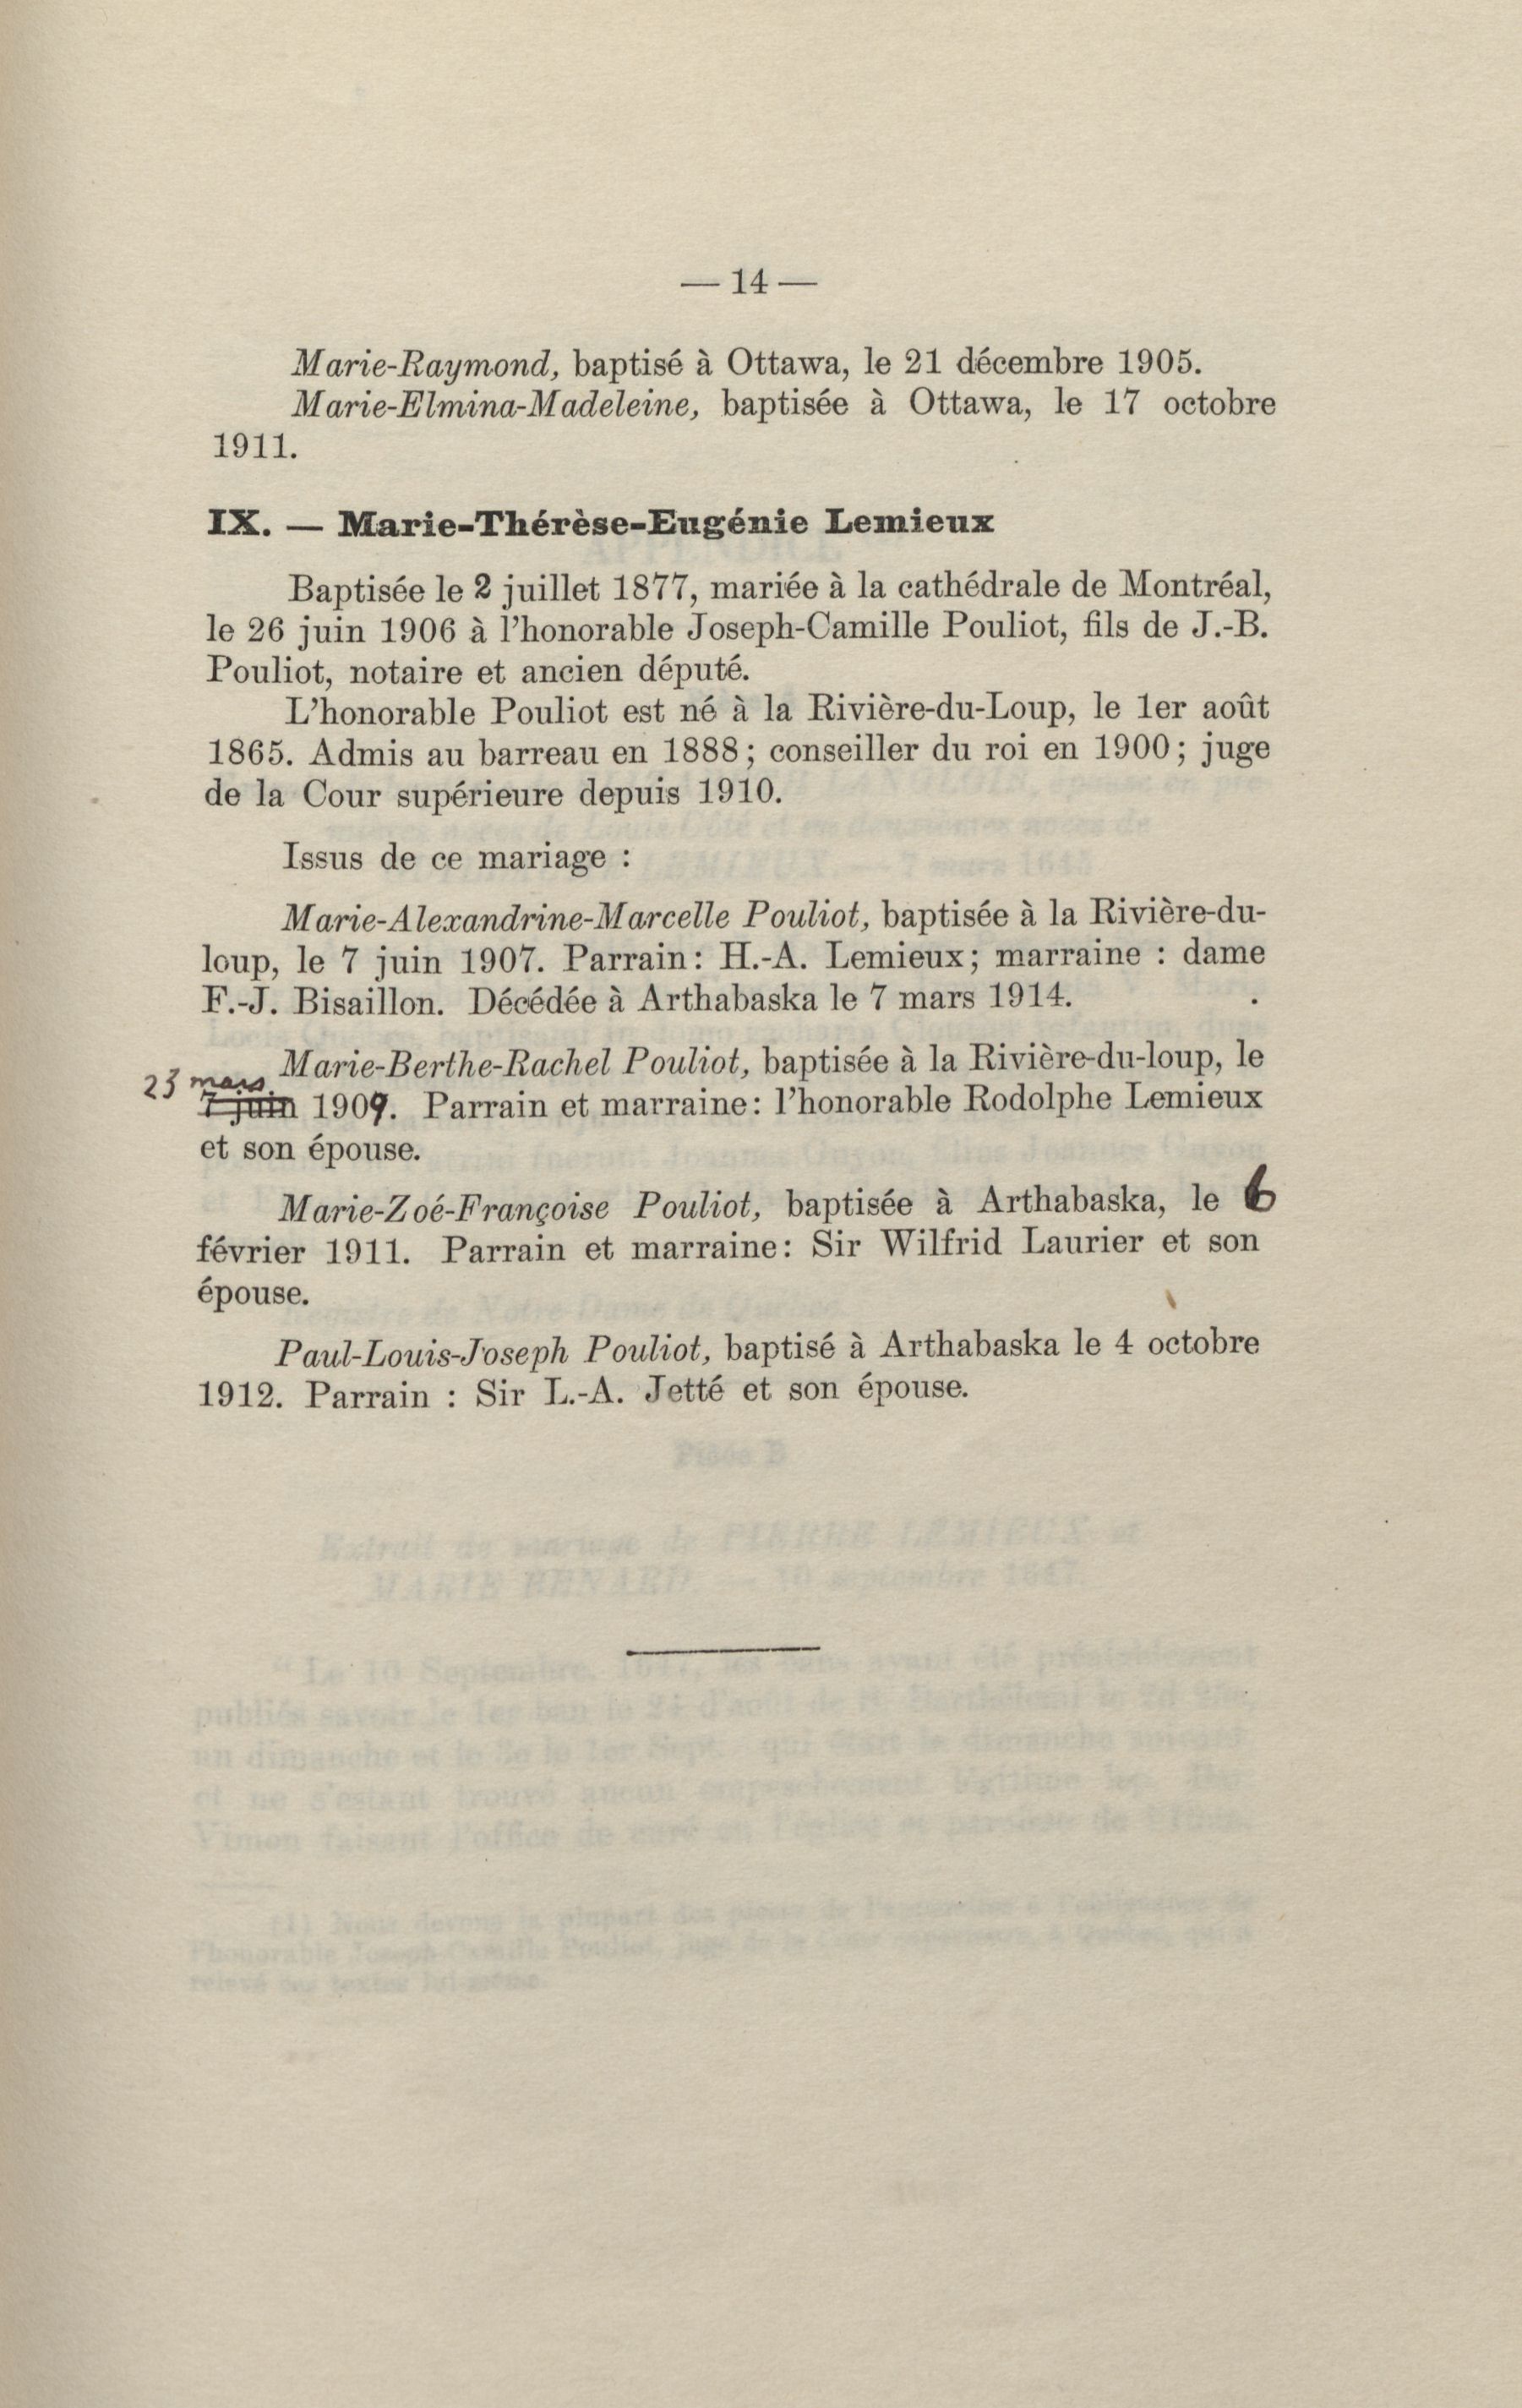 — 14 —
Marie-Raymond, baptisé à Ottawa, le 21 décembre 1905.
Marie-Elmina-Madeleine, baptisée à Ottawa, le 17 octobre
1911.
IX. — Marie-Thérèse-Eugénie Lemieux
Baptisée le 2 juillet 1877, mariée à la cathédrale de Montréal,
le 26 juin 1906 à l'honorable Joseph-Camille Pouliot, fils de J.-B.
Pouliot, notaire et ancien député.
L'honorable Pouliot est né à la Rivière-du-Loup, le 1er août
1865. Admis au barreau en 1888; conseiller du roi en 1900; juge
de la Cour supérieure depuis 1910.
Issus de ce mariage :
Marie-Alexandrine-Marcelle Pouliot, baptisée à la Rivière-du-
loup, le 7 juin 1907. Parrain: H.-A. Lemieux; marraine : dame
F.-J. Bisaillon. Décédée à Arthabaska le 7 mars 1914.
Marie-Berthe-Rachel Pouliot, baptisée à la Rivière-du-loup, le
23 mars
7 juin 1909. Parrain et marraine: l'honorable Rodolphe Lemieux
et son épouse.
Marie-Zoé-Françoise Pouliot, baptisée à Arthabaska, le 6
février 1911. Parrain et marraine: Sir Wilfrid Laurier et son
épouse.
Paul-Louis-Joseph Pouliot, baptisé à Arthabaska le 4 octobre
1912. Parrain : Sir L.-A. Jetté et son épouse.